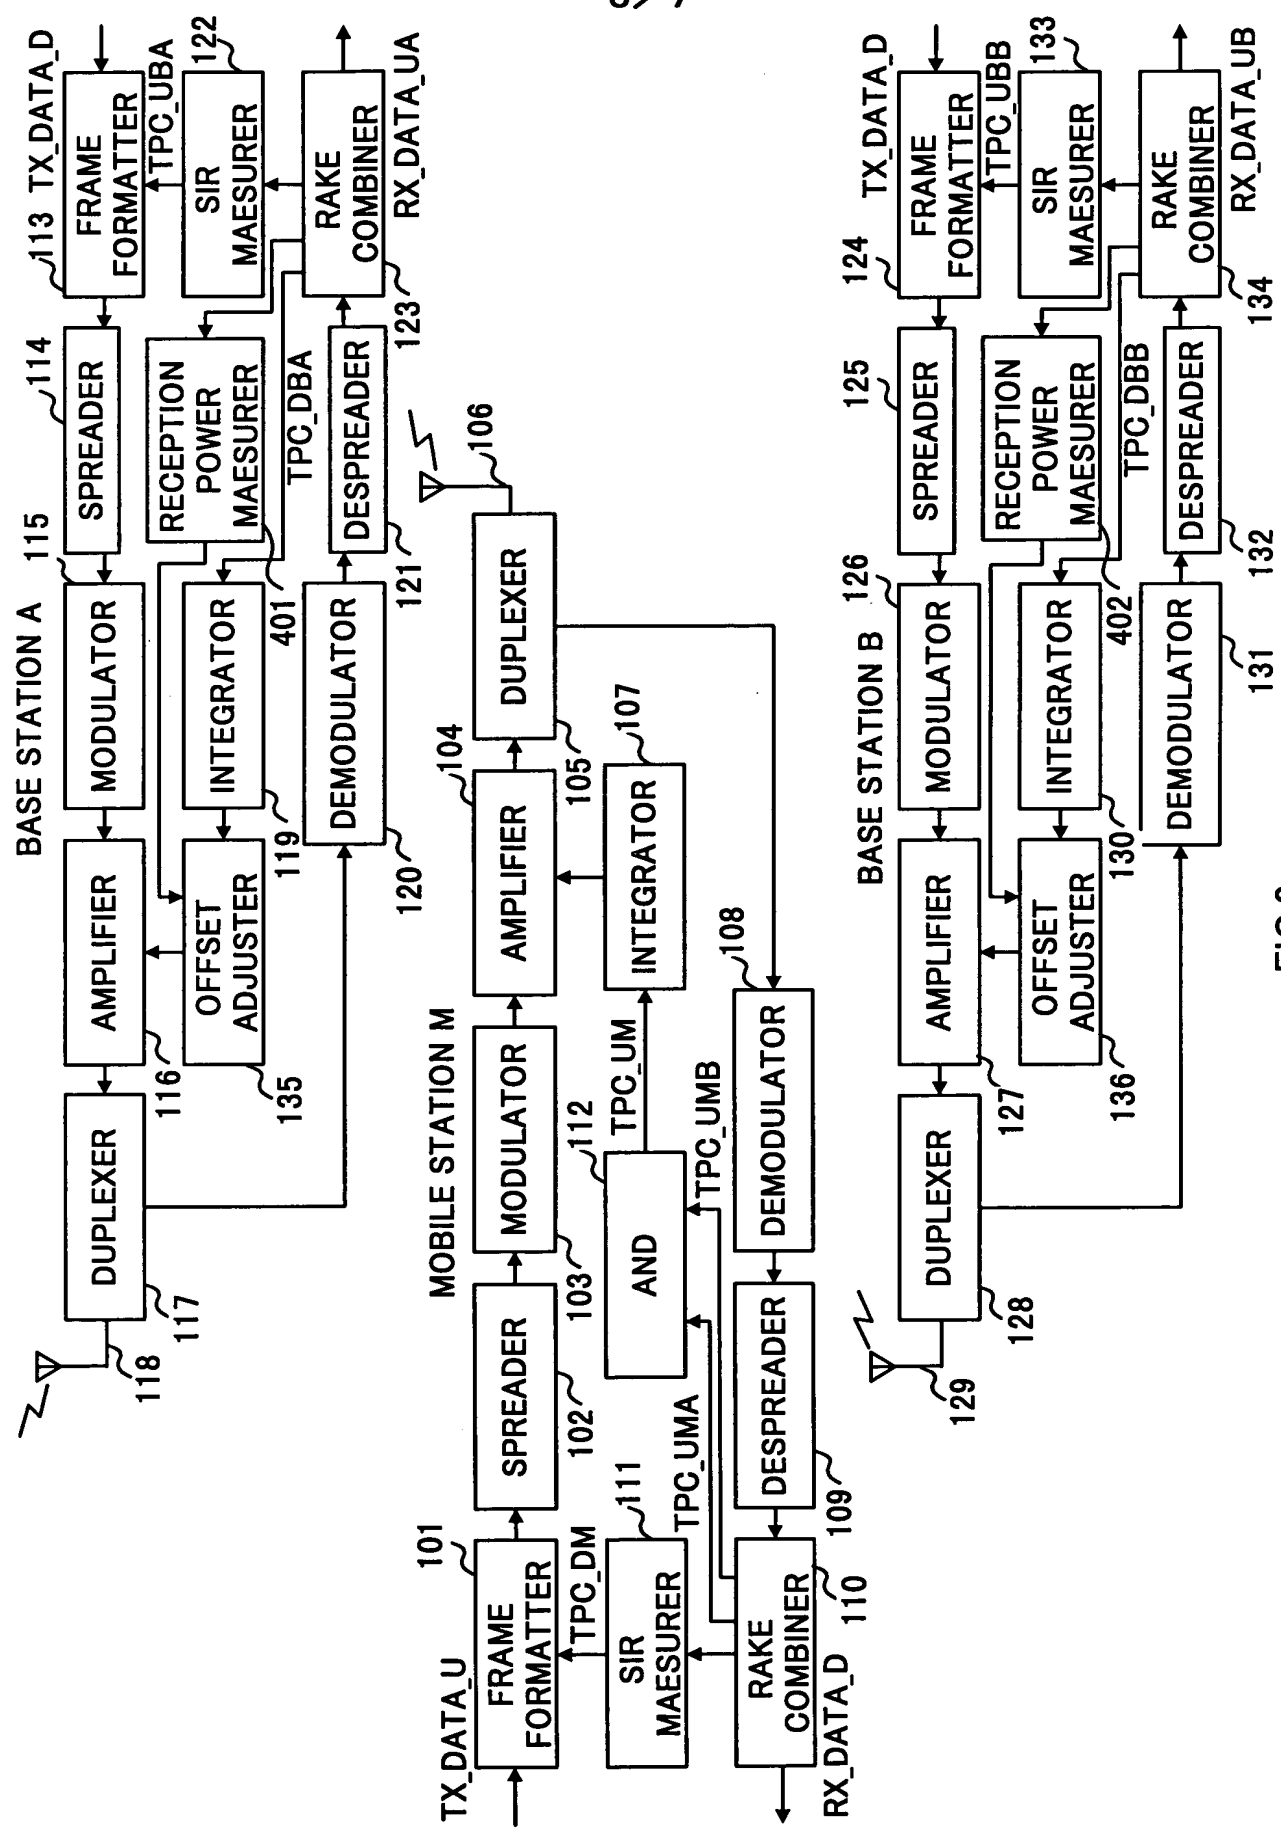 BASE STATION A
118
117
DUPLEXER
116
AMPLIFIER
115
MODULATOR
114
SPREADER
113
TX_DATA_D
FRAME
FORMATTER
TPC_UBA
122
135
OFFSET
ADJUSTER
119
INTEGRATOR
401
RECEPTION
POWER
MAESURER
SIR
MAESURER
TPC_DBA
120
DEMODULATOR
121
DESPREADER
123
RAKE
COMBINER
RX_DATA_UA
MOBILE STATION M
TX_DATA_U
101
FRAME
FORMATTER
102
SPREADER
103
MODULATOR
104
AMPLIFIER
105
DUPLEXER
106
TPC_DM
111
SIR
MAESURER
TPC_UMA
112
AND
TPC_UM
TPC_UMB
107
INTEGRATOR
RX_DATA_D
110
RAKE
COMBINER
109
DESPREADER
108
DEMODULATOR
BASE STATION B
129
128
DUPLEXER
127
AMPLIFIER
126
MODULATOR
125
SPREADER
124
TX_DATA_D
FRAME
FORMATTER
TPC_UBB
133
136
OFFSET
ADJUSTER
130
INTEGRATOR
402
RECEPTION
POWER
MAESURER
SIR
MAESURER
TPC_DBB
131
DEMODULATOR
132
DESPREADER
134
RAKE
COMBINER
RX_DATA_UB